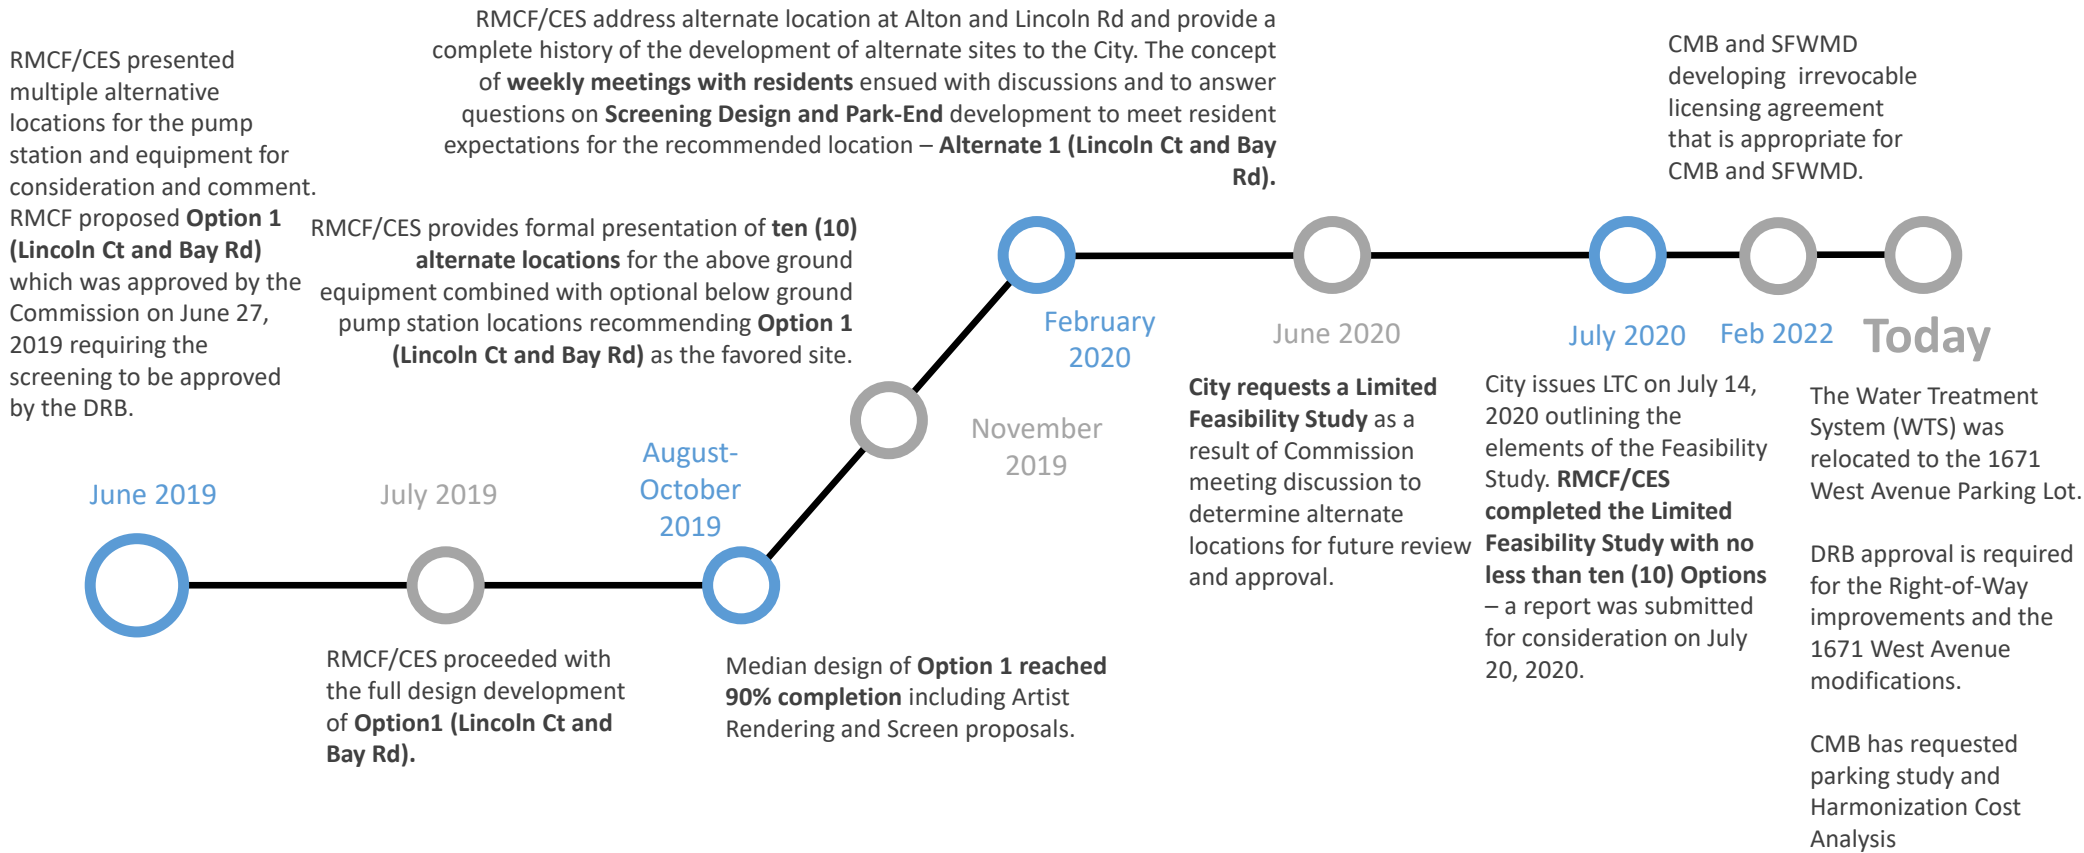 RMCF/CES presented
multiple alternative
locations for the pump
station and equipment for
consideration and comment.
RMCF proposed Option 1
(Lincoln Ct and Bay Rd)
which was approved by the
Commission on June 27,
2019 requiring the
screening to be approved
by the DRB.
June 2019
July 2019
RMCF/CES proceeded with
the full design development
of Option1 (Lincoln Ct and
Bay Rd).
August-
October
2019
Median design of Option 1 reached
90% completion including Artist
Rendering and Screen proposals.
RMCF/CES provides formal presentation of ten (10)
alternate locations for the above ground
equipment combined with optional below ground
pump station locations recommending Option 1
(Lincoln Ct and Bay Rd) as the favored site.
November
2019
RMCF/CES address alternate location at Alton and Lincoln Rd and provide a
complete history of the development of alternate sites to the City. The concept
of weekly meetings with residents ensued with discussions and to answer
questions on Screening Design and Park-End development to meet resident
expectations for the recommended location – Alternate 1 (Lincoln Ct and Bay
Rd).
February
2020
June 2020
City requests a Limited
Feasibility Study as a
result of Commission
meeting discussion to
determine alternate
locations for future review
and approval.
July 2020
City issues LTC on July 14,
2020 outlining the
elements of the Feasibility
Study. RMCF/CES
completed the Limited
Feasibility Study with no
less than ten (10) Options
– a report was submitted
for consideration on July
20, 2020.
CMB and SFWMD
developing irrevocable
licensing agreement
that is appropriate for
CMB and SFWMD.
Feb 2022
Today
The Water Treatment
System (WTS) was
relocated to the 1671
West Avenue Parking Lot.
DRB approval is required
for the Right-of-Way
improvements and the
1671 West Avenue
modifications.
CMB has requested
parking study and
Harmonization Cost
Analysis